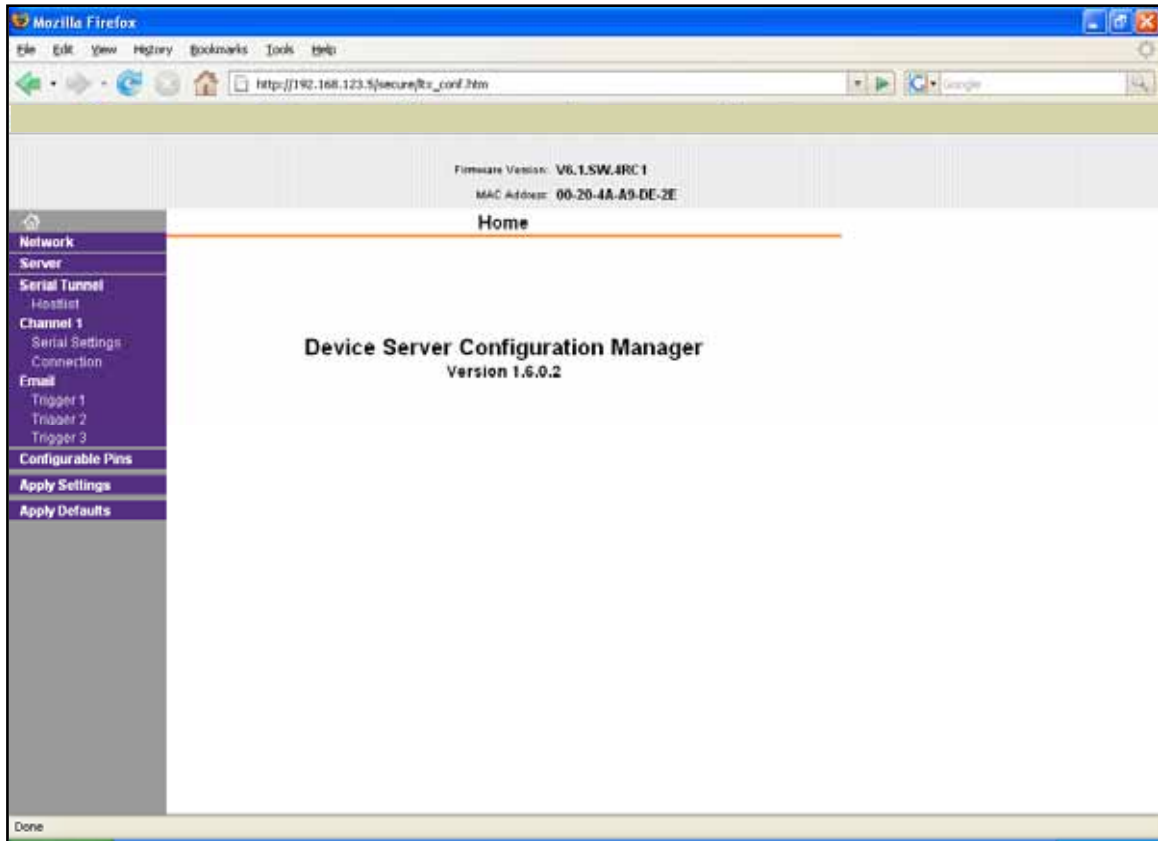 Mozilla Firefox
File Edit View History Bookmarks Tools Help
http://192.168.123.5/secure/ltx_conf.htm
Google
Firmware Version: V6.1.SW.4RC1
MAC Address: 00-20-4A-A9-DE-2E
Home
Network
Server
Serial Tunnel
Hostlist
Channel 1
Serial Settings
Connection
Email
Trigger 1
Trigger 2
Trigger 3
Configurable Pins
Apply Settings
Apply Defaults
Device Server Configuration Manager
Version 1.6.0.2
Done